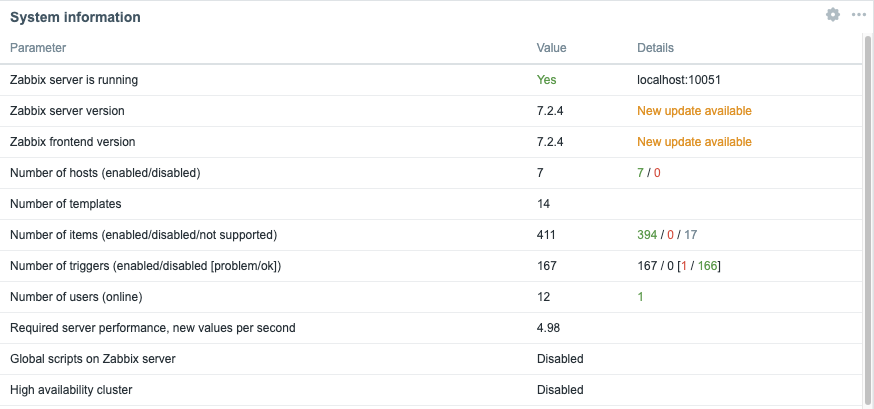 System information
Parameter Value Details
Zabbix server is running Yes localhost:10051
Zabbix server version 7.2.4 New update available
Zabbix frontend version 7.2.4 New update available
Number of hosts (enabled/disabled) 7 7 / 0
Number of templates 14
Number of items (enabled/disabled/not supported) 411 394 / 0 / 17
Number of triggers (enabled/disabled [problem/ok]) 167 167 / 0 [1 / 166]
Number of users (online) 12 1
Required server performance, new values per second 4.98
Global scripts on Zabbix server Disabled
High availability cluster Disabled